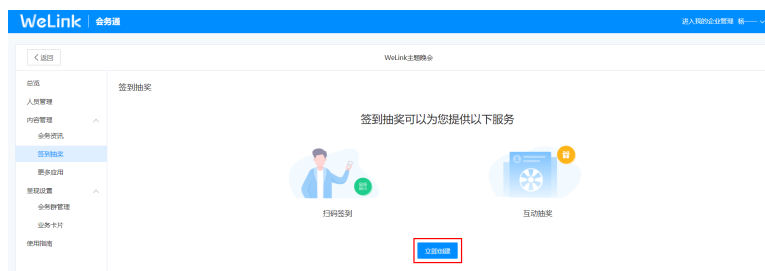 WeLink | 会务通
进入我的企业管理 杨一一
< 返回
WeLink主题晚会
总览
人员管理
内容管理
会务资讯
签到抽奖
更多应用
呈现设置
会务群管理
业务卡片
使用指南
签到抽奖
签到抽奖可以为您提供以下服务
扫码签到
互动抽奖
立即创建